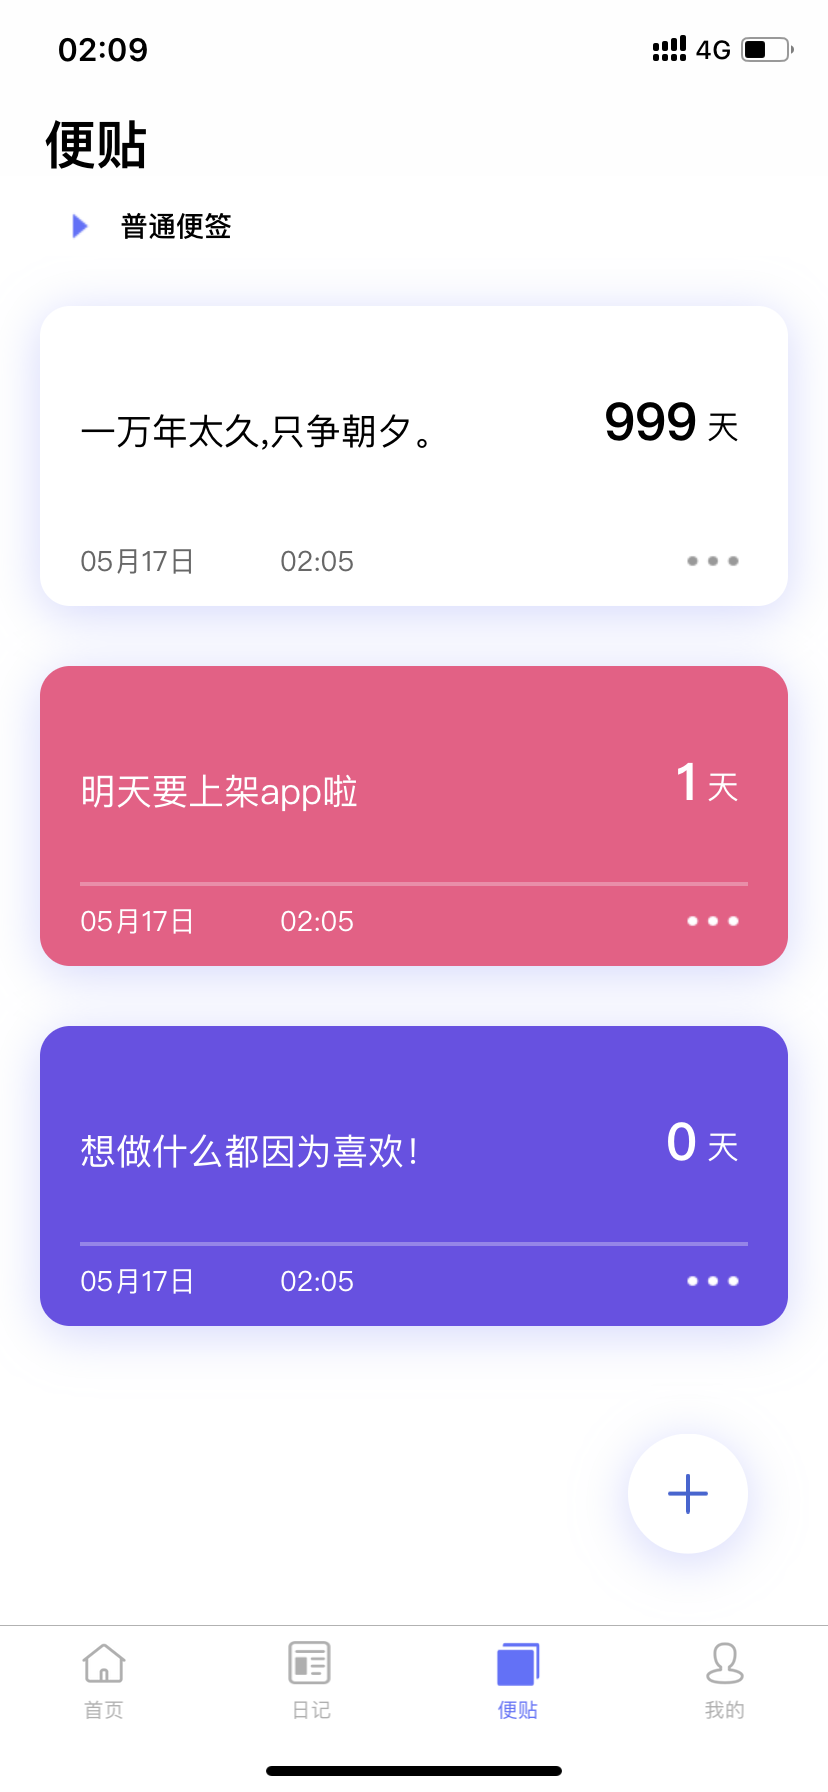 02:09
4G
便贴
普通便签
一万年太久,只争朝夕。
999 天
05月17日 02:05
明天要上架app啦
1 天
05月17日 02:05
想做什么都因为喜欢!
0 天
05月17日 02:05
首页 日记 便贴 我的